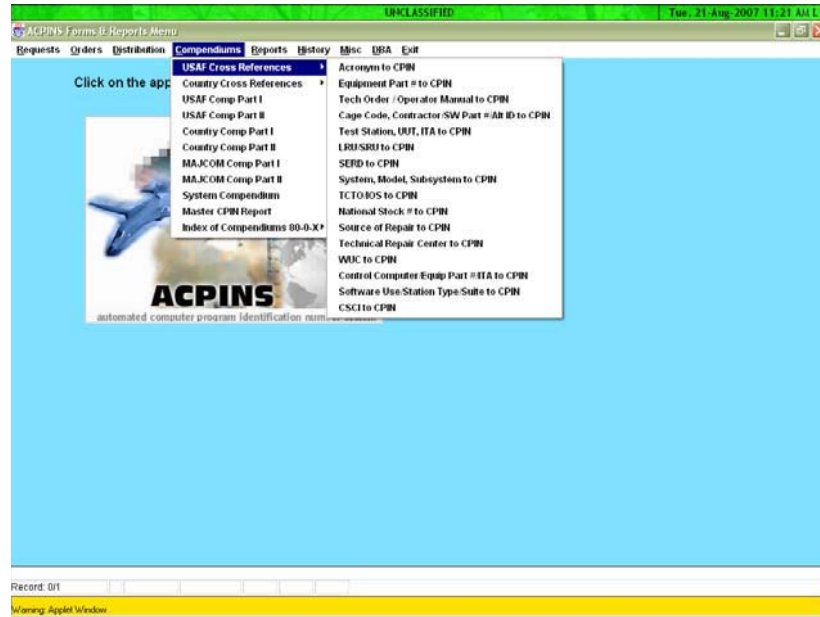 UNCLASSIFIED
Tue, 21-Aug-2007 11:21 AM L
ACPINS Forms & Reports Menu
Requests Orders Distribution Compendiums Reports History Misc DBA Exit
Click on the app
USAF Cross References
Country Cross References
USAF Comp Part I
USAF Comp Part II
Country Comp Part I
Country Comp Part II
MAJCOM Comp Part I
MAJCOM Comp Part II
System Compendium
Master CPIN Report
Index of Compendiums 80-0-X
Acronym to CPIN
Equipment Part # to CPIN
Tech Order / Operator Manual to CPIN
Cage Code, Contractor/SW Part #/Alt ID to CPIN
Test Station, UUT, ITA to CPIN
LRU/SRU to CPIN
SERD to CPIN
System, Model, Subsystem to CPIN
TCTO/IOS to CPIN
National Stock # to CPIN
Source of Repair to CPIN
Technical Repair Center to CPIN
WUC to CPIN
Control Computer/Equip Part #/ITA to CPIN
Software Use/Station Type/Suite to CPIN
CSCI to CPIN
ACPINS
automated computer program identification num
Record: 0/1
Warning: Applet Window